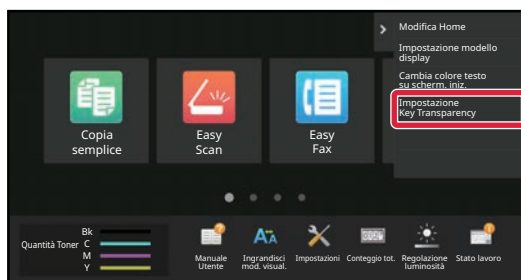 Modifica Home
Impostazione modello
display
Cambia colore testo
su scherm. iniz.
Impostazione
Key Transparency
Copia
semplice
Easy
Scan
Easy
Fax
Quantità Toner
Bk
C
M
Y
Manuale
Utente
Ingrandisci
mod. visual.
Impostazioni
Conteggio tot.
Regolazione
luminosità
Stato lavoro